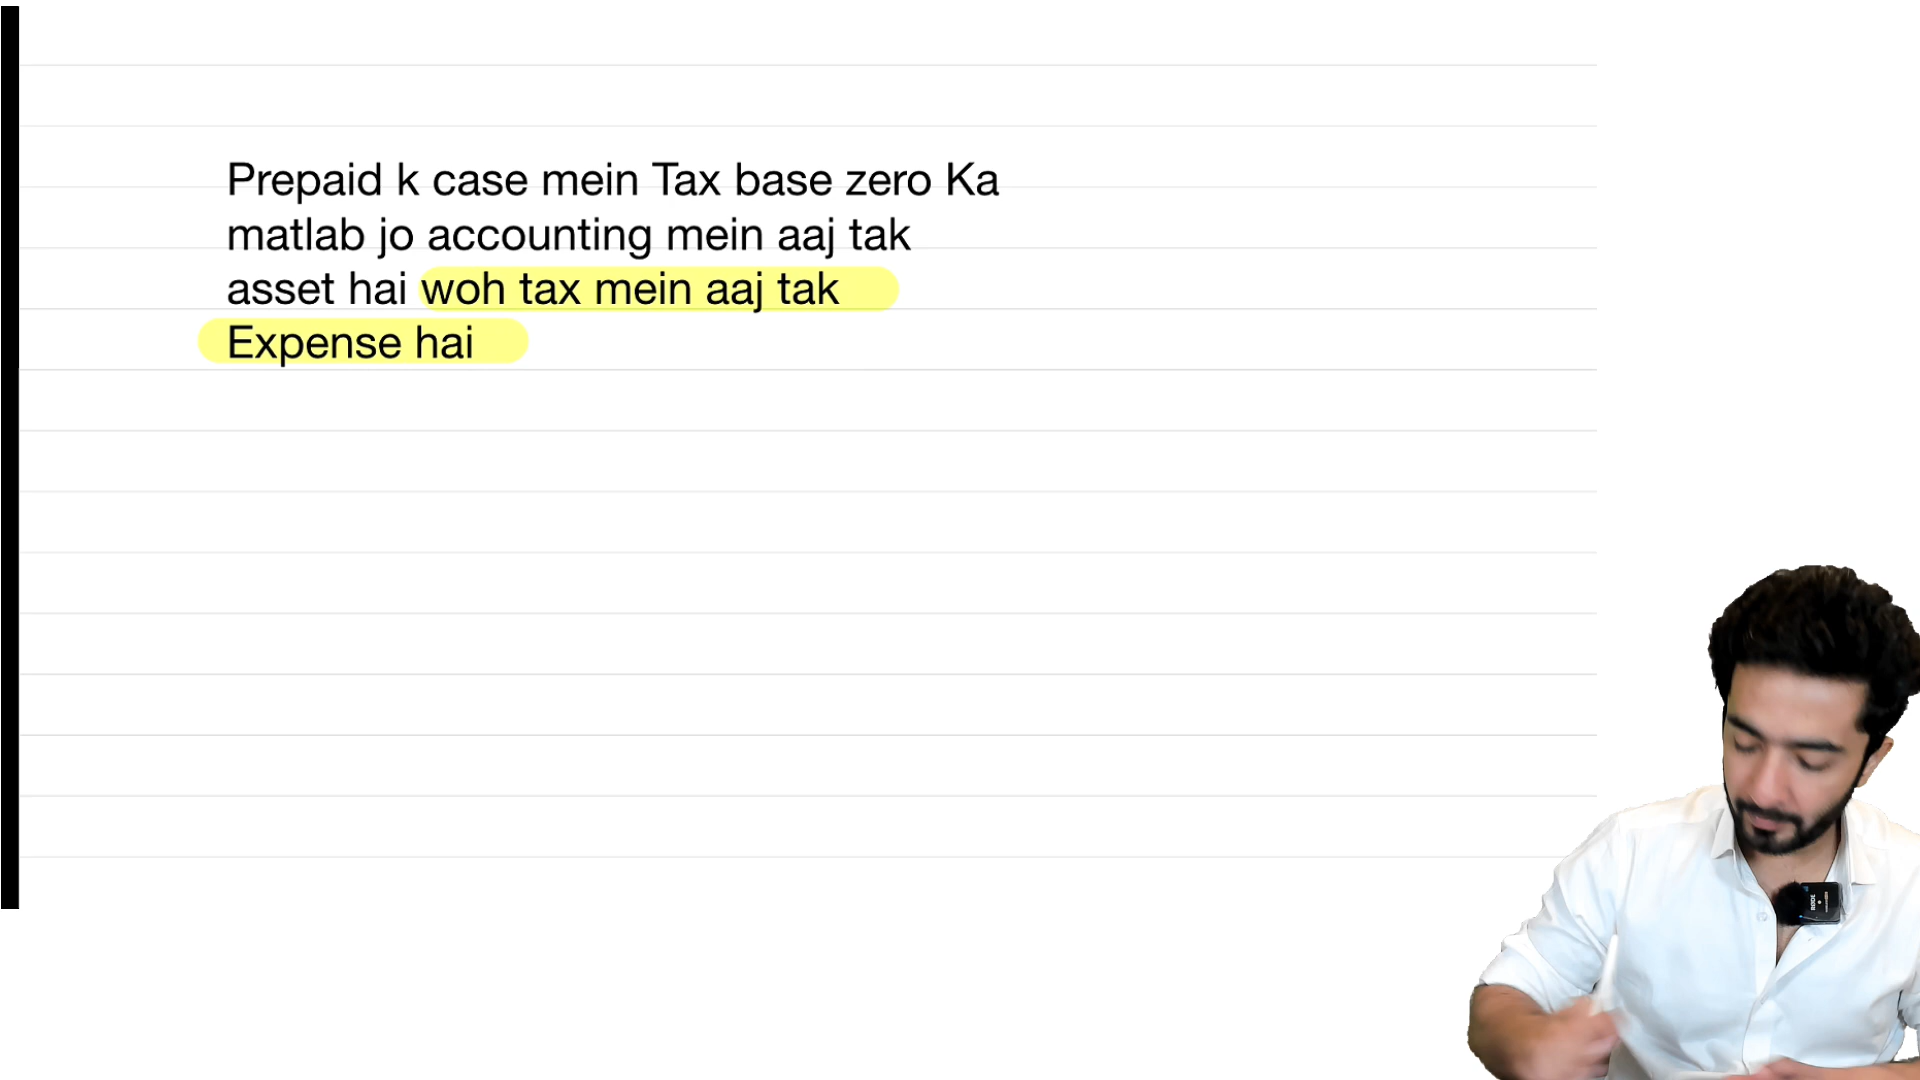 Prepaid k case mein Tax base zero Ka
matlab jo accounting mein aaj tak
asset hai woh tax mein aaj tak
Expense hai
RØDE